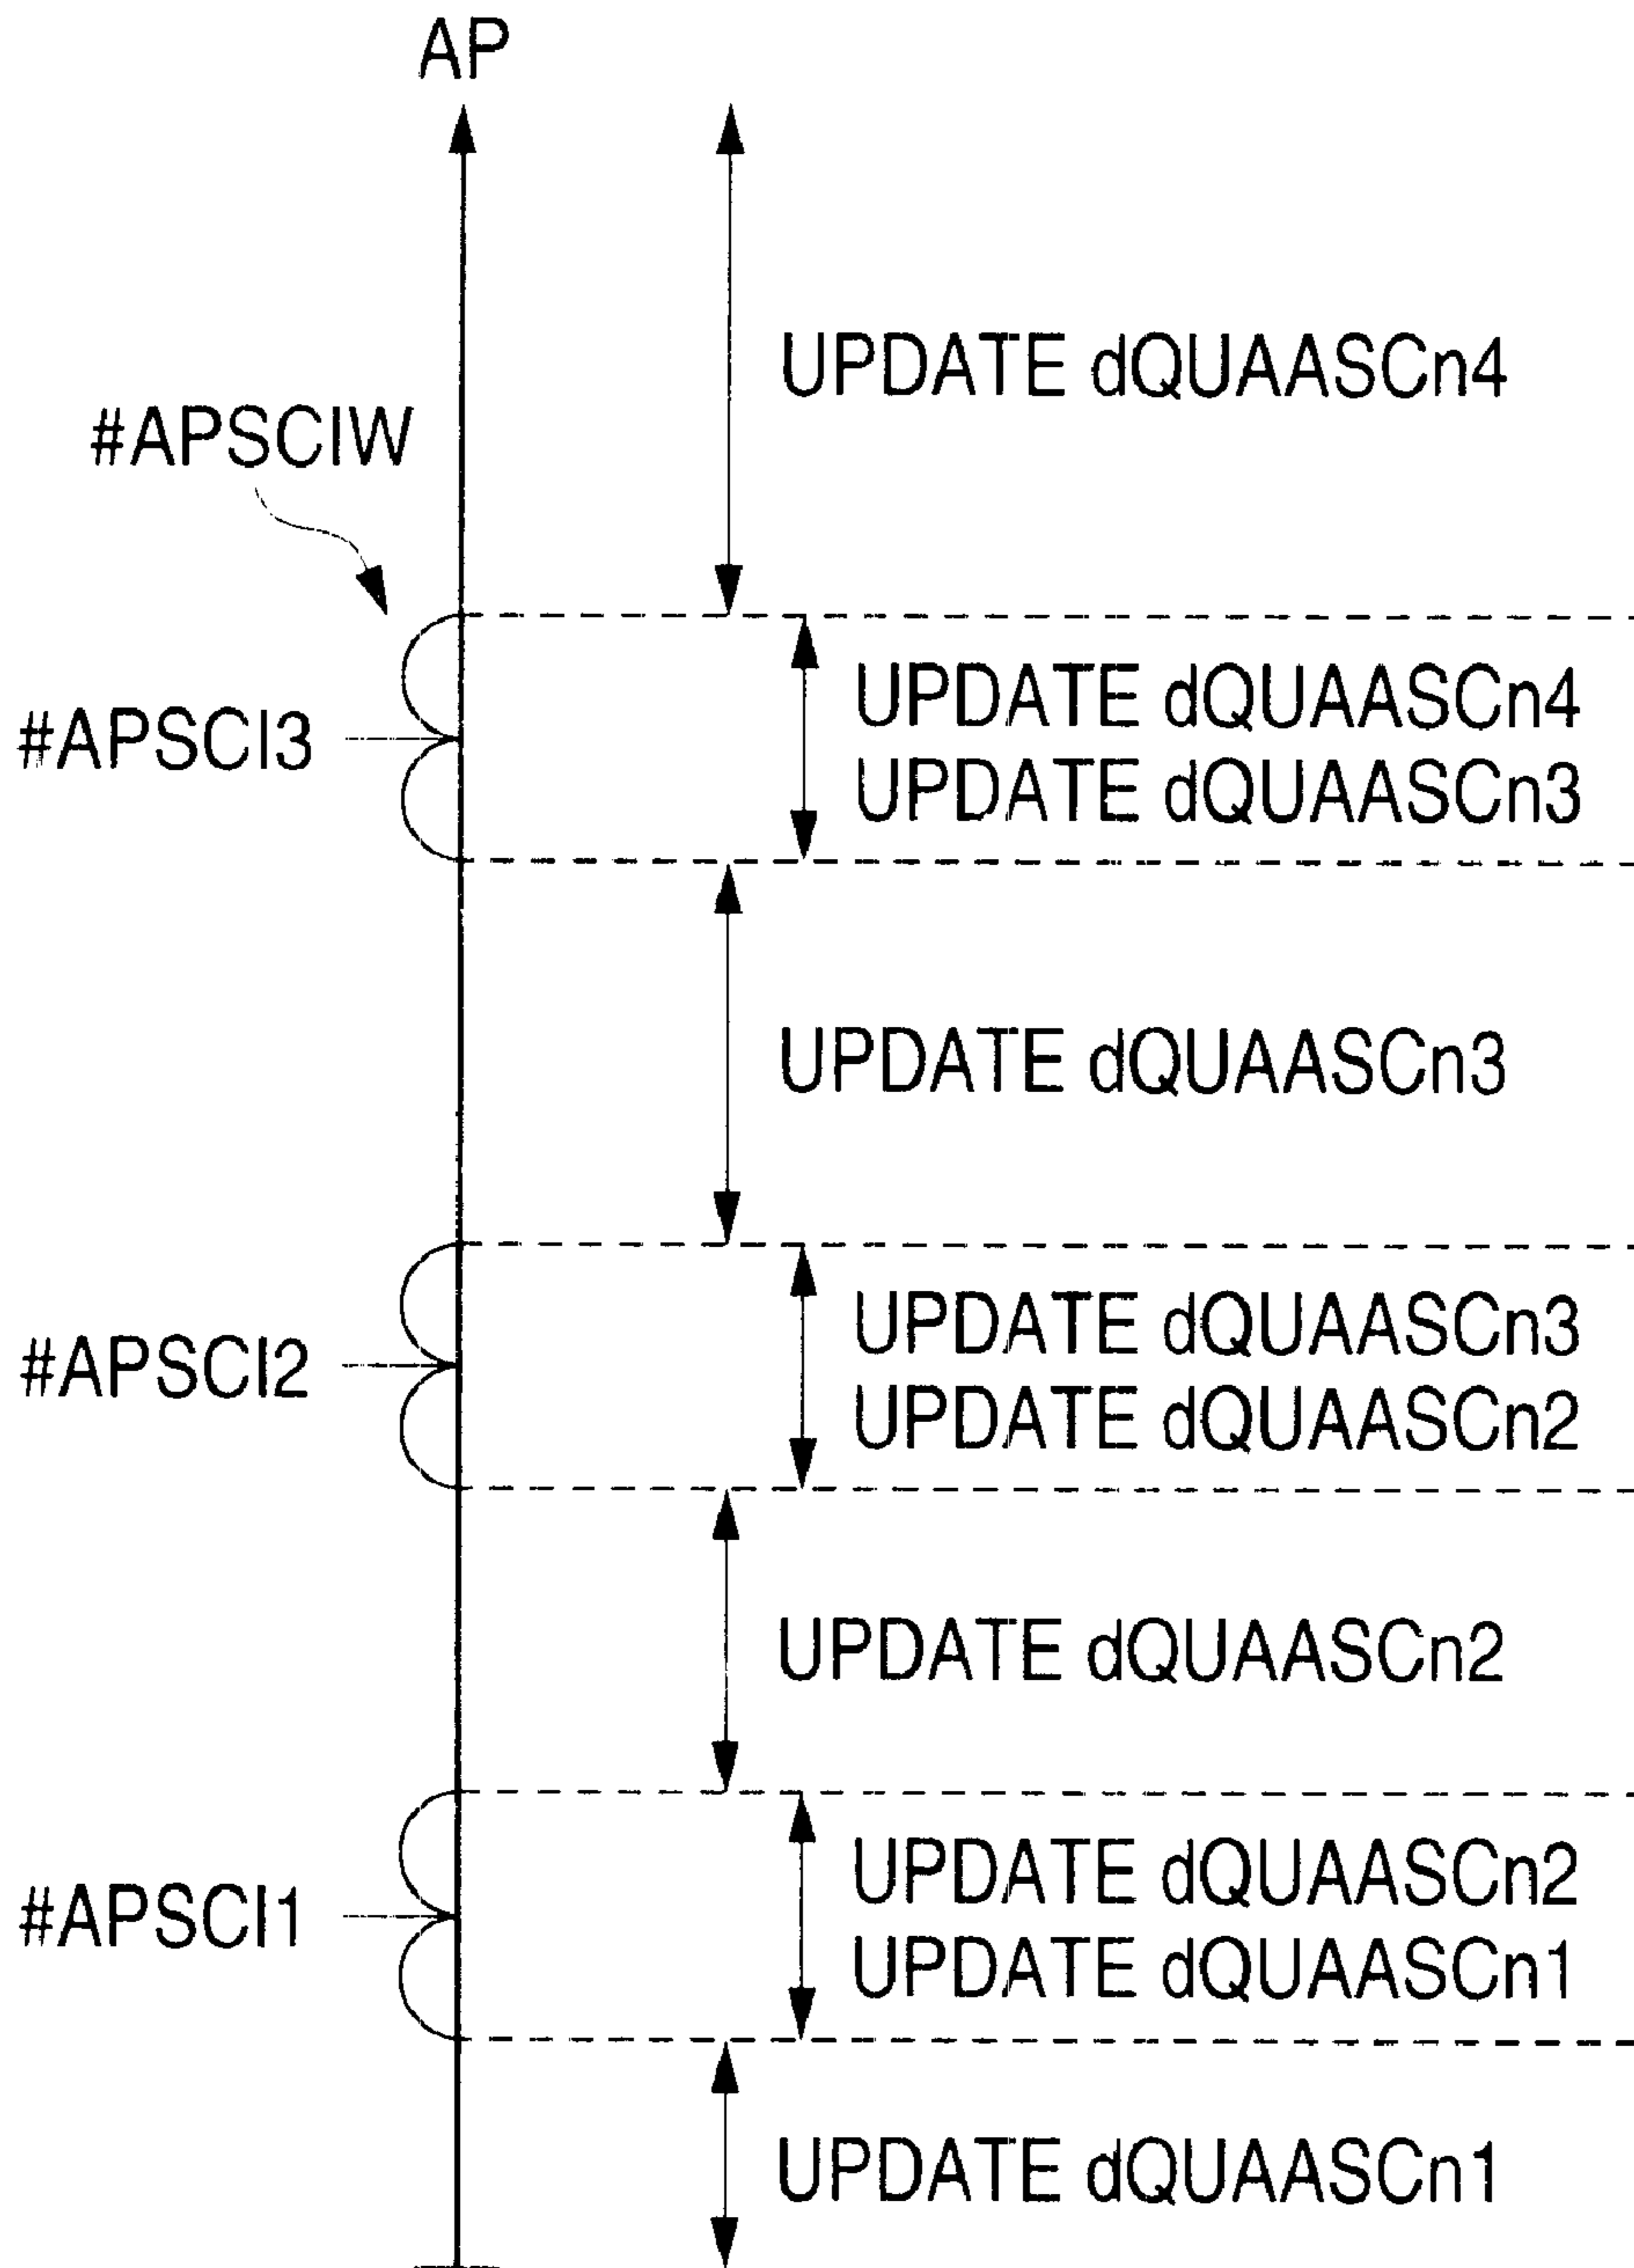 AP
UPDATE dQUAASCn4
#APSCIW
UPDATE dQUAASCn4
#APSCI3
UPDATE dQUAASCn3
UPDATE dQUAASCn3
UPDATE dQUAASCn3
#APSCI2
UPDATE dQUAASCn2
UPDATE dQUAASCn2
UPDATE dQUAASCn2
#APSCI1
UPDATE dQUAASCn1
UPDATE dQUAASCn1